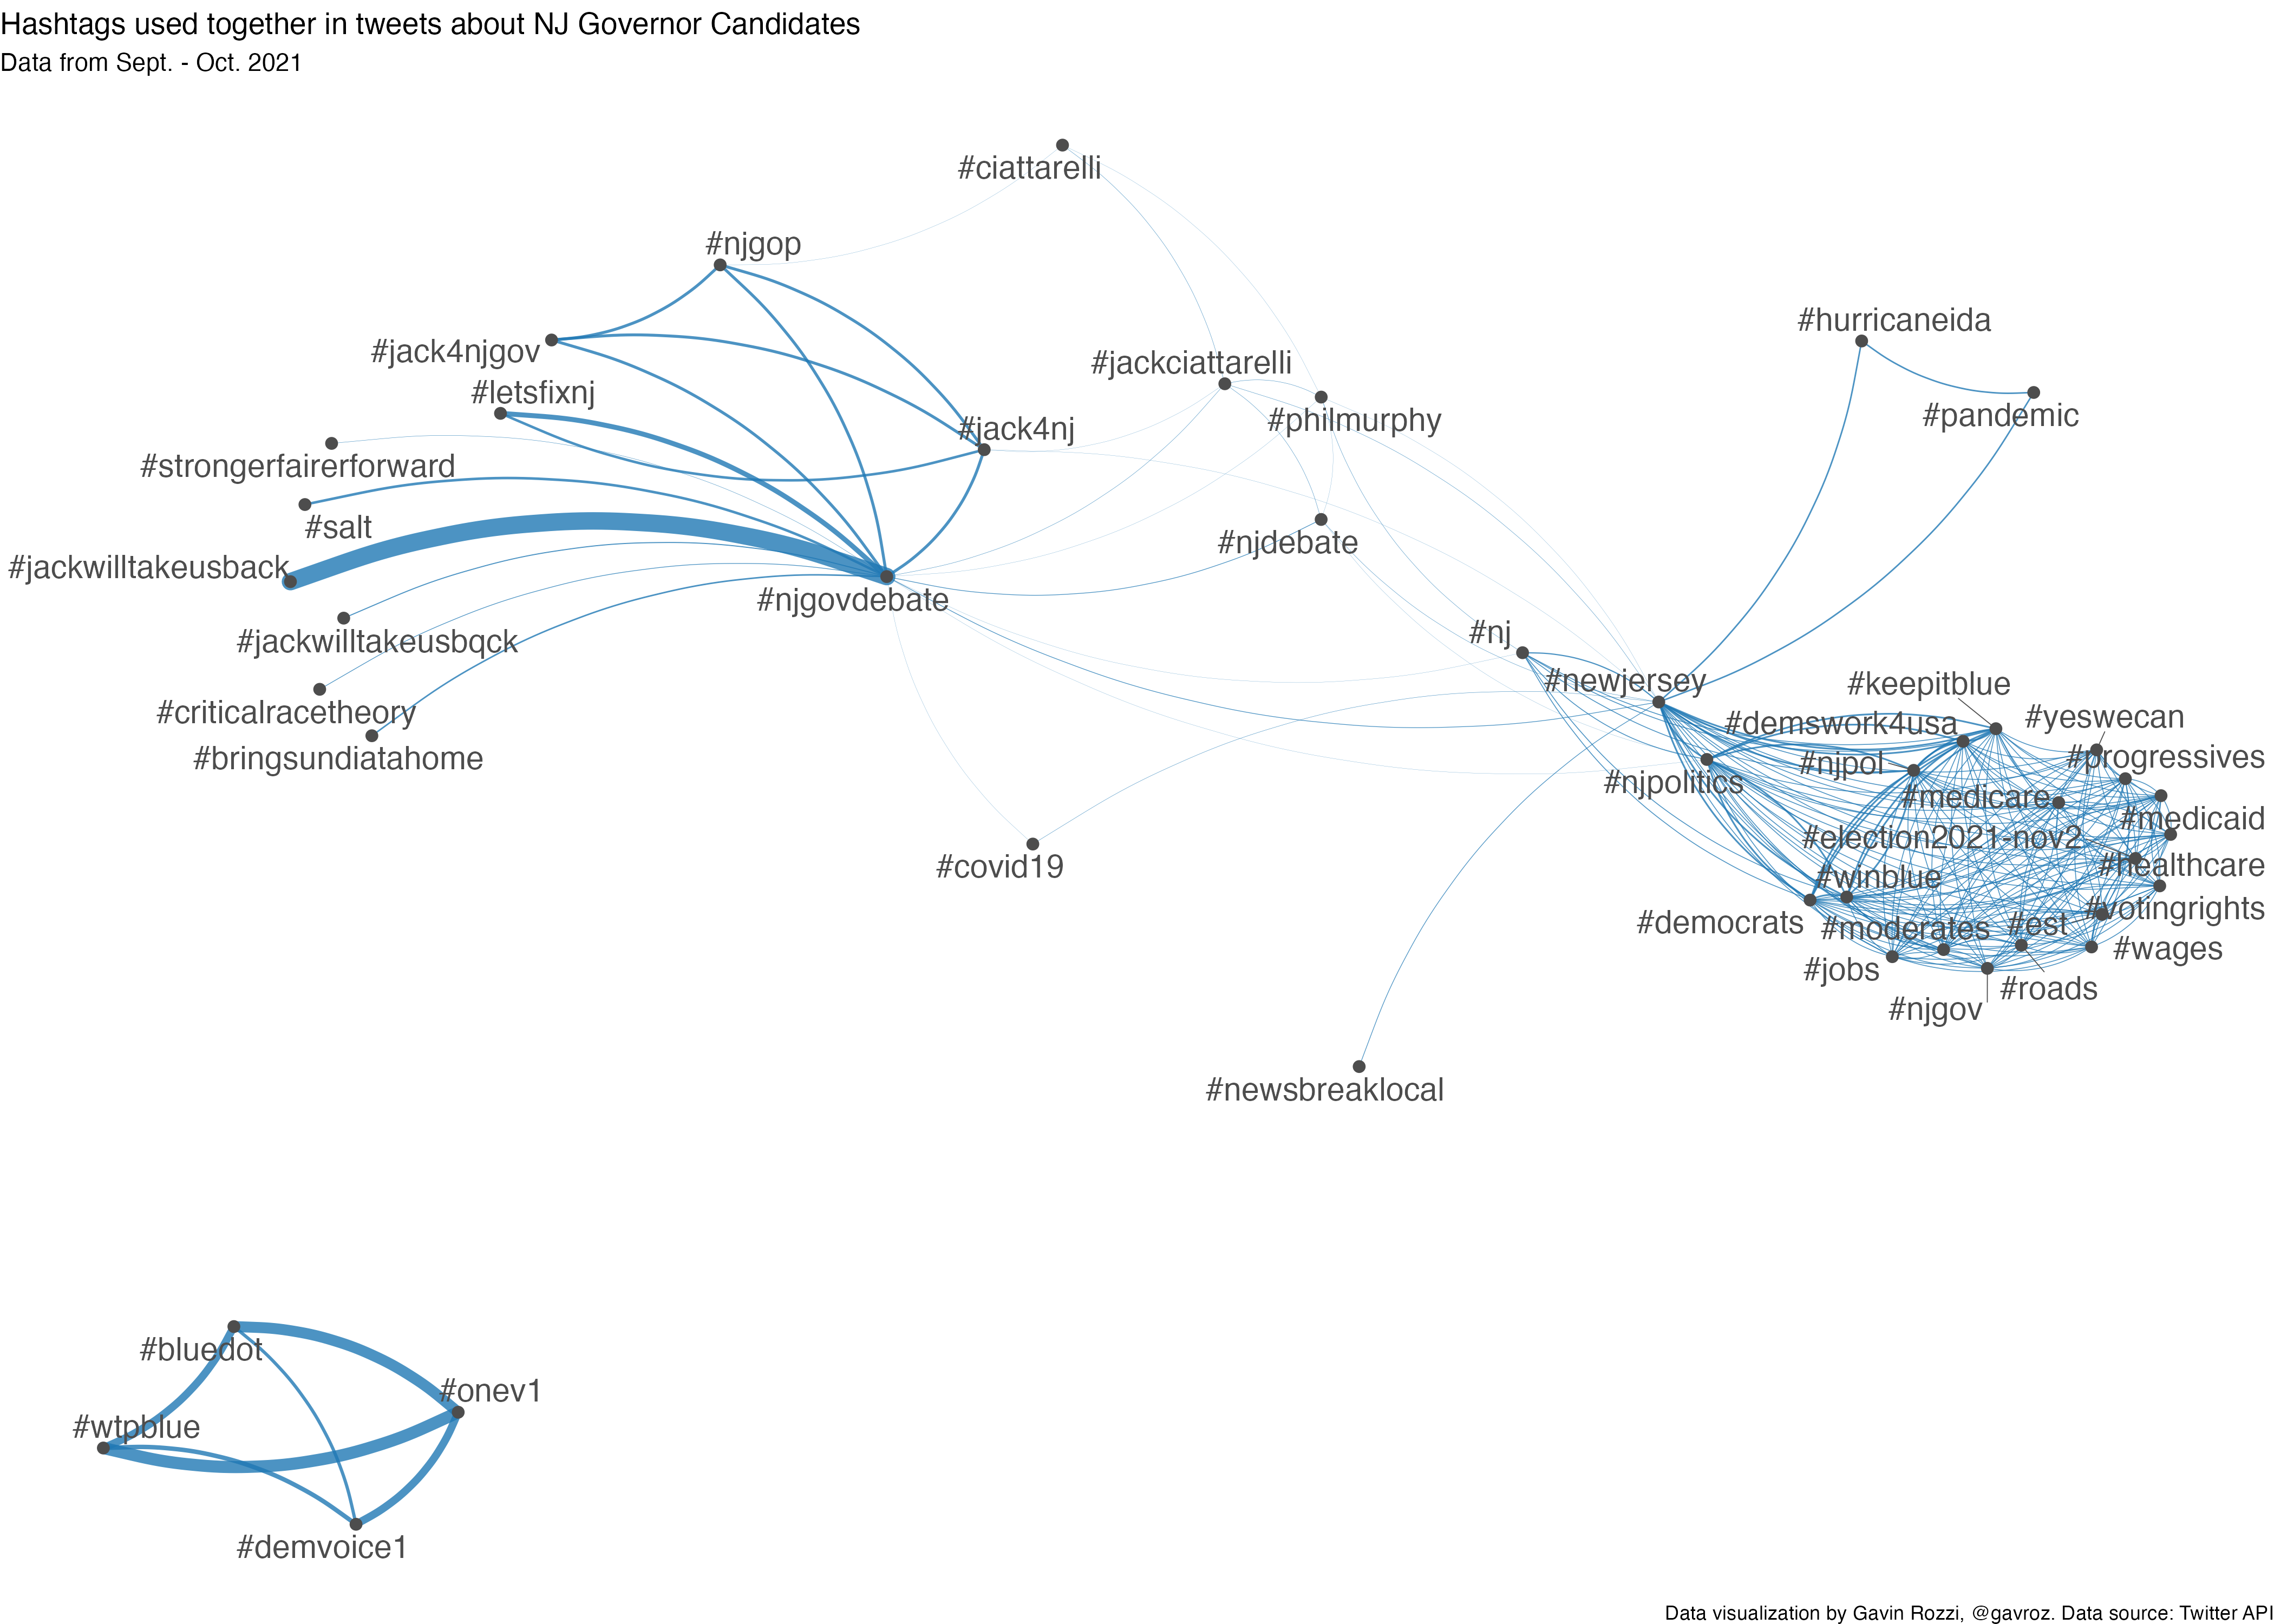 Hashtags used together in tweets about NJ Governor Candidates
Data from Sept. - Oct. 2021
#ciattarelli
#njgop
#hurricaneida
#jack4njgov
#jackciattarelli
#letsfixnj
#philmurphy
#pandemic
#jack4nj
#strongerfairerforward
#salt
#njdebate
#jackwilltakeusback
#njgovdebate
#jackwilltakeusbqck
#nj
#newjersey
#keepitblue
#criticalracetheory
#demswork4usa
#yeswecan
#bringsundiatahome
#njpol
#progressives
#njpolitics
#medicare
#medicaid
#election2021-nov2
#covid19
#healthcare
#winblue
#votingrights
#democrats
#moderates
#est
#wages
#jobs
#roads
#njgov
#newsbreaklocal
#bluedot
#onev1
#wtpblue
#demvoice1
Data visualization by Gavin Rozzi, @gavroz. Data source: Twitter API